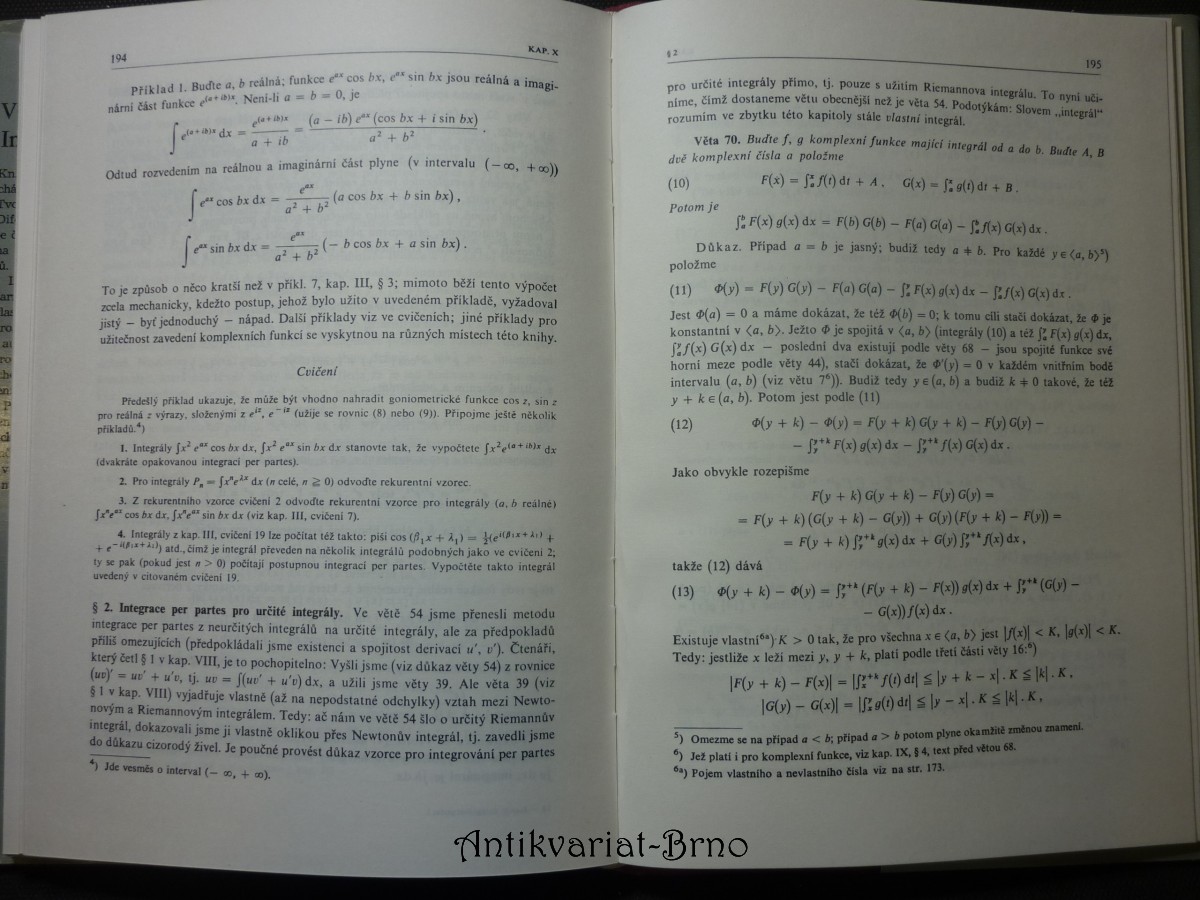 194
KAP. X
Příklad 1. Buďte a, b reálná; funkce e^{ax} cos bx, e^{ax} sin bx jsou reálná a imagi-
nární část funkce e^{(a+ib)x}. Není-li a = b = 0, je
∫ e^{(a+ib)x} dx = e^{(a+ib)x} / (a + ib) = (a − ib) e^{ax} (cos bx + i sin bx) / (a² + b²) .
Odtud rozvedením na reálnou a imaginární část plyne (v intervalu (−∞, +∞))
∫ e^{ax} cos bx dx = e^{ax} / (a² + b²) (a cos bx + b sin bx) ,
∫ e^{ax} sin bx dx = e^{ax} / (a² + b²) (− b cos bx + a sin bx) .
To je způsob o něco kratší než v příkl. 7, kap. III, § 3; mimoto běží tento výpočet
zcela mechanicky, kdežto postup, jehož bylo užito v uvedeném příkladě, vyžadoval
jistý — byť jednoduchý — nápad. Další příklady viz ve cvičeních; jiné příklady pro
užitečnost zavedení komplexních funkcí se vyskytnou na různých místech této knihy.
Cvičení
Předešlý příklad ukazuje, že může být vhodno nahradit goniometrické funkce cos z, sin z
pro reálná z výrazy, složenými z e^{iz}, e^{−iz} (užije se rovnic (8) nebo (9)). Připojme ještě několik
příkladů.⁴)
1. Integrály ∫x² e^{ax} cos bx dx, ∫x² e^{ax} sin bx dx stanovte tak, že vypočtete ∫x²e^{(a+ib)x} dx
(dvakráte opakovanou integrací per partes).
2. Pro integrály Pₙ = ∫xⁿe^{λx} dx (n celé, n ≧ 0) odvoďte rekurentní vzorec.
3. Z rekurentního vzorce cvičení 2 odvoďte rekurentní vzorce pro integrály (a, b reálné)
∫xⁿe^{ax} cos bx dx, ∫xⁿe^{ax} sin bx dx (viz kap. III, cvičení 7).
4. Integrály z kap. III, cvičení 19 lze počítat též takto: piši cos (β₁x + λ₁) = ½(e^{i(β₁x+λ₁)} +
+ e^{−i(β₁x+λ₁)}) atd., čímž je integrál převeden na několik integrálů podobných jako ve cvičení 2;
ty se pak (pokud jest n > 0) počítají postupnou integrací per partes. Vypočtěte takto integrál
uvedený v citovaném cvičení 19.
§ 2. Integrace per partes pro určité integrály. Ve větě 54 jsme přenesli metodu
integrace per partes z neurčitých integrálů na určité integrály, ale za předpokladů
příliš omezujících (předpokládali jsme existenci a spojitost derivací u′, v′). Čtenáři,
který četl § 1 v kap. VIII, je to pochopitelno: Vyšli jsme (viz důkaz věty 54) z rovnice
(uv)′ = uv′ + u′v, tj. uv = ∫(uv′ + u′v) dx, a užili jsme věty 39. Ale věta 39 (viz
§ 1 v kap. VIII) vyjadřuje vlastně (až na nepodstatné odchylky) vztah mezi Newto-
novým a Riemannovým integrálem. Tedy: ač nám ve větě 54 šlo o určitý Riemannův
integrál, dokazovali jsme ji vlastně oklikou přes Newtonův integrál, tj. zavedli jsme
do důkazu cizorodý živel. Je poučné provést důkaz vzorce pro integrování per partes
⁴) Jde vesměs o interval (− ∞, + ∞).
§ 2
195
pro určité integrály přímo, tj. pouze s užitím Riemannova integrálu. To nyní uči-
níme, čímž dostaneme větu obecnější než je věta 54. Podotýkám: Slovem „integrál“
rozumím ve zbytku této kapitoly stále vlastní integrál.
Věta 70. Buďte f, g komplexní funkce mající integrál od a do b. Buďte A, B
dvě komplexní čísla a položme
(10) F(x) = ∫ₐˣ f(t) dt + A , G(x) = ∫ₐˣ g(t) dt + B .
Potom je
∫ₐᵇ F(x) g(x) dx = F(b) G(b) − F(a) G(a) − ∫ₐᵇ f(x) G(x) dx .
Důkaz. Případ a = b je jasný; budiž tedy a ≠ b. Pro každé y ∈ ⟨a, b⟩⁵)
položme
(11) Φ(y) = F(y) G(y) − F(a) G(a) − ∫ₐʸ F(x) g(x) dx − ∫ₐʸ f(x) G(x) dx .
Jest Φ(a) = 0 a máme dokázat, že též Φ(b) = 0; k tomu cíli stačí dokázat, že Φ je
konstantní v ⟨a, b⟩. Ježto Φ je spojitá v ⟨a, b⟩ (integrály (10) a též ∫ₐʸ F(x) g(x) dx,
∫ₐʸ f(x) G(x) dx — poslední dva existují podle věty 68 — jsou spojité funkce své
horní meze podle věty 44), stačí dokázat, že Φ′(y) = 0 v každém vnitřním bodě
intervalu (a, b) (viz větu 7⁶)). Budiž tedy y ∈ (a, b) a budiž k ≠ 0 takové, že též
y + k ∈ (a, b). Potom jest podle (11)
(12) Φ(y + k) − Φ(y) = F(y + k) G(y + k) − F(y) G(y) −
− ∫_y^{y+k} F(x) g(x) dx − ∫_y^{y+k} f(x) G(x) dx .
Jako obvykle rozepišme
F(y + k) G(y + k) − F(y) G(y) =
= F(y + k) (G(y + k) − G(y)) + G(y) (F(y + k) − F(y)) =
= F(y + k) ∫_y^{y+k} g(x) dx + G(y) ∫_y^{y+k} f(x) dx ,
takže (12) dává
(13) Φ(y + k) − Φ(y) = ∫_y^{y+k} (F(y + k) − F(x)) g(x) dx + ∫_y^{y+k} (G(y) −
− G(x)) f(x) dx .
Existuje vlastní⁶ᵃ) K > 0 tak, že pro všechna x ∈ ⟨a, b⟩ jest |f(x)| < K, |g(x)| < K.
Tedy: jestliže x leží mezi y, y + k, platí podle třetí části věty 16:⁶)
|F(y + k) − F(x)| = |∫_x^{y+k} f(t) dt| ≦ |y + k − x| . K ≦ |k| . K ,
|G(y) − G(x)| = |∫_x^y g(t) dt| ≦ |y − x| . K ≦ |k| . K ,
⁵) Omezme se na případ a < b; případ a > b potom plyne okamžitě změnou znamení.
⁶) Jež platí i pro komplexní funkce, viz kap. IX, § 4, text před větou 68.
⁶ᵃ) Pojem vlastního a nevlastního čísla viz na str. 173.
Antikvariat-Brno